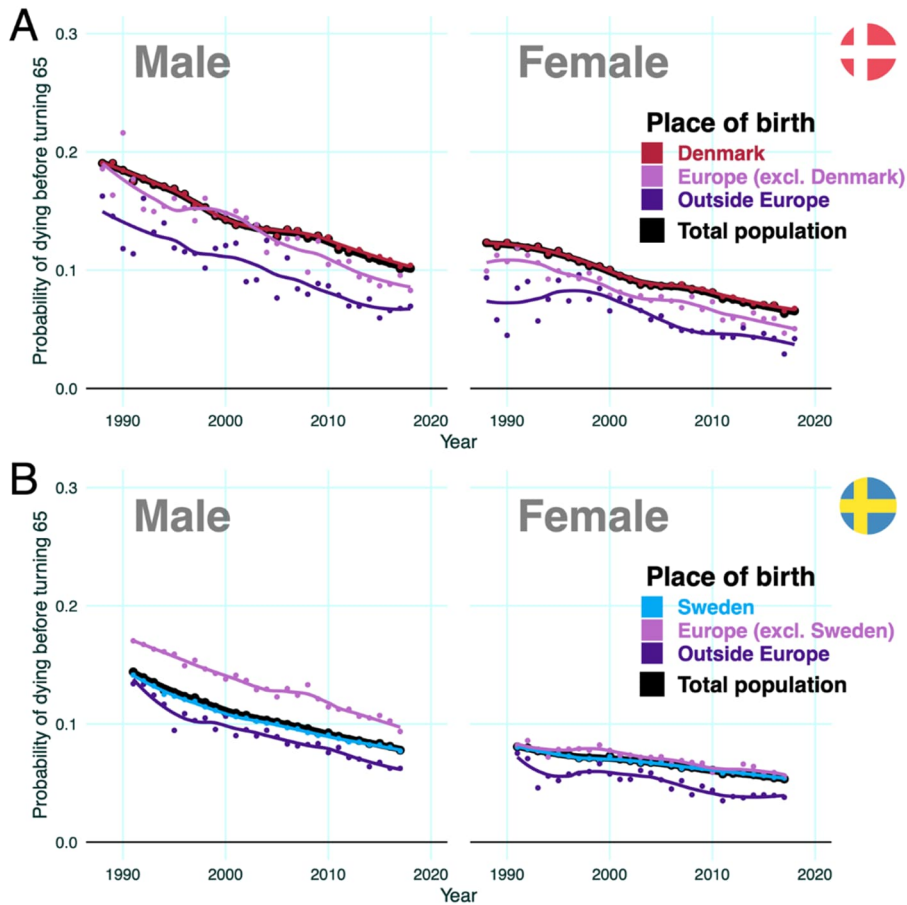 A
Male
Female
Probability of dying before turning 65
0.3
0.2
0.1
0.0
Place of birth
Denmark
Europe (excl. Denmark)
Outside Europe
Total population
1990 2000 2010 2020 1990 2000 2010 2020
Year
B
Male
Female
Probability of dying before turning 65
0.3
0.2
0.1
0.0
Place of birth
Sweden
Europe (excl. Sweden)
Outside Europe
Total population
1990 2000 2010 2020 1990 2000 2010 2020
Year